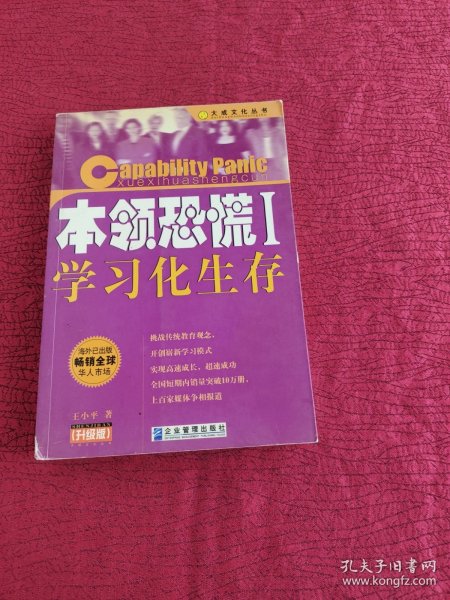 大成文化丛书
Capability Panic
xuexihuashengcun
本领恐慌I
学习化生存
挑战传统教育观念,
开创崭新学习模式
实现高速成长,超速成功
全国短期内销量突破10万册,
上百家媒体争相报道
海外已出版
畅销全球
华人市场
王小平 著
SHENJIBAN
(升级版)
企业管理出版社
ENTERPRISE MANAGEMENT PUBLISHING HOUSE
孔夫子旧书网
www.kongfz.com